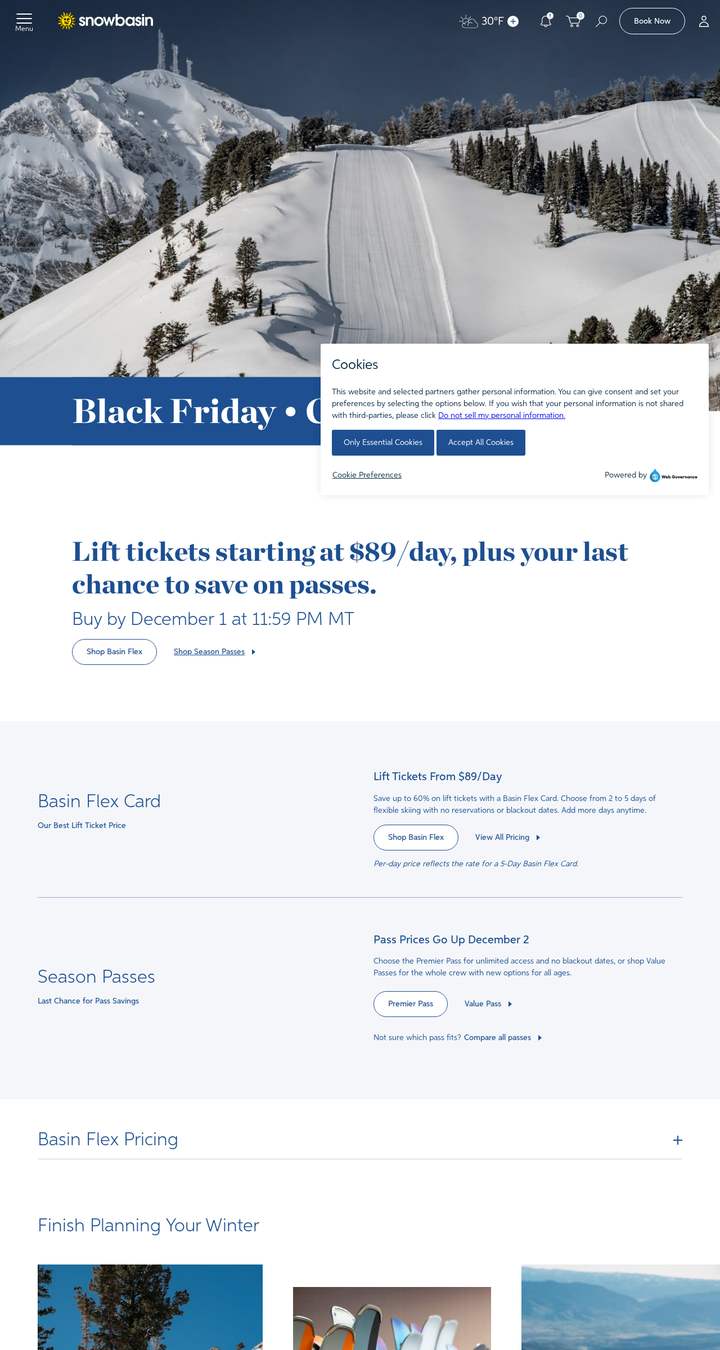 Menu
snowbasin
30°F
Book Now
Black Friday •
Cookies
This website and selected partners gather personal information. You can give consent and set your
preferences by selecting the options below. If you wish that your personal information is not shared
with third-parties, please click Do not sell my personal information.
Only Essential Cookies
Accept All Cookies
Cookie Preferences
Powered by
Web Governance
Lift tickets starting at $89/day, plus your last
chance to save on passes.
Buy by December 1 at 11:59 PM MT
Shop Basin Flex
Shop Season Passes
Basin Flex Card
Our Best Lift Ticket Price
Lift Tickets From $89/Day
Save up to 60% on lift tickets with a Basin Flex Card. Choose from 2 to 5 days of
flexible skiing with no reservations or blackout dates. Add more days anytime.
Shop Basin Flex
View All Pricing
Per-day price reflects the rate for a 5-Day Basin Flex Card.
Season Passes
Last Chance for Pass Savings
Pass Prices Go Up December 2
Choose the Premier Pass for unlimited access and no blackout dates, or shop Value
Passes for the whole crew with new options for all ages.
Premier Pass
Value Pass
Not sure which pass fits? Compare all passes
Basin Flex Pricing
Finish Planning Your Winter